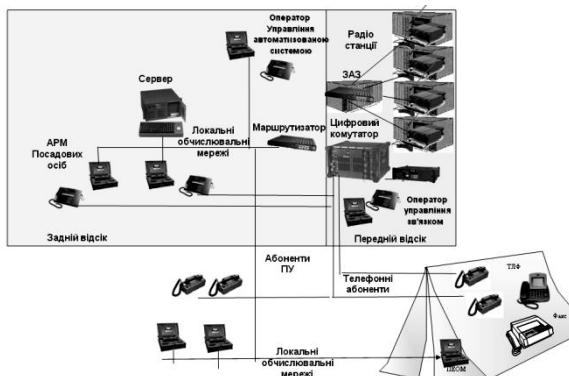 Оператор
Управління
автоматизованою
системою
Радіо
станції
ЗАЗ
Сервер
Локальні
обчислювальні
мережі
Маршрутизатор
Цифровий
комутатор
АРМ
Посадових
осіб
Оператор
управління
зв'язком
Задній відсік
Передній відсік
Абоненти
ПУ
Телефонні
абоненти
ТЛФ
Факс
Локальні
обчислювальні
мережі
ПЕОМ